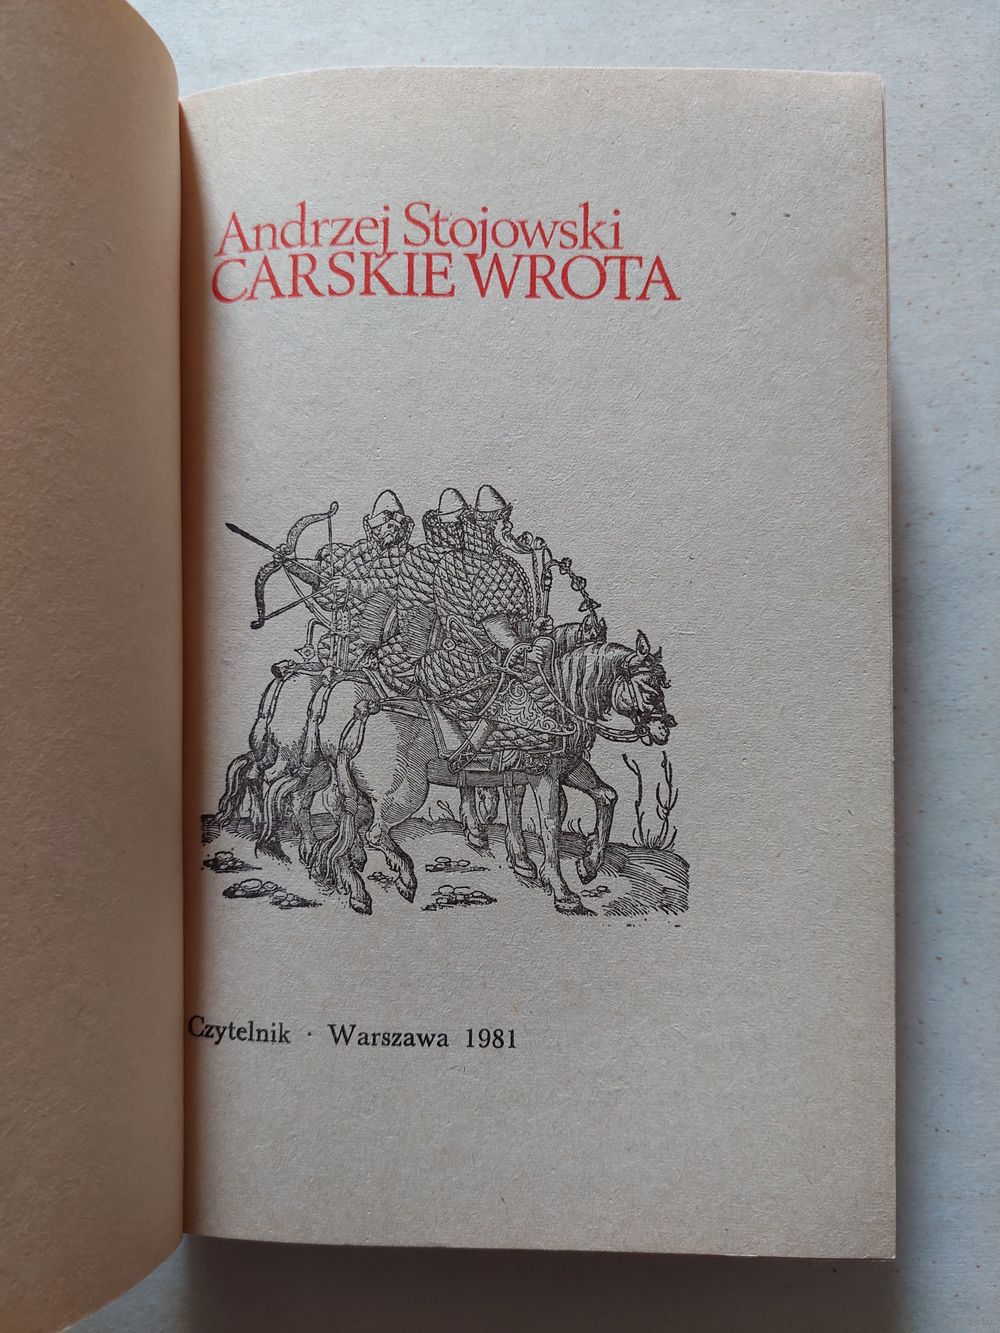 Andrzej Stojowski
CARSKIE WROTA
Czytelnik · Warszawa 1981